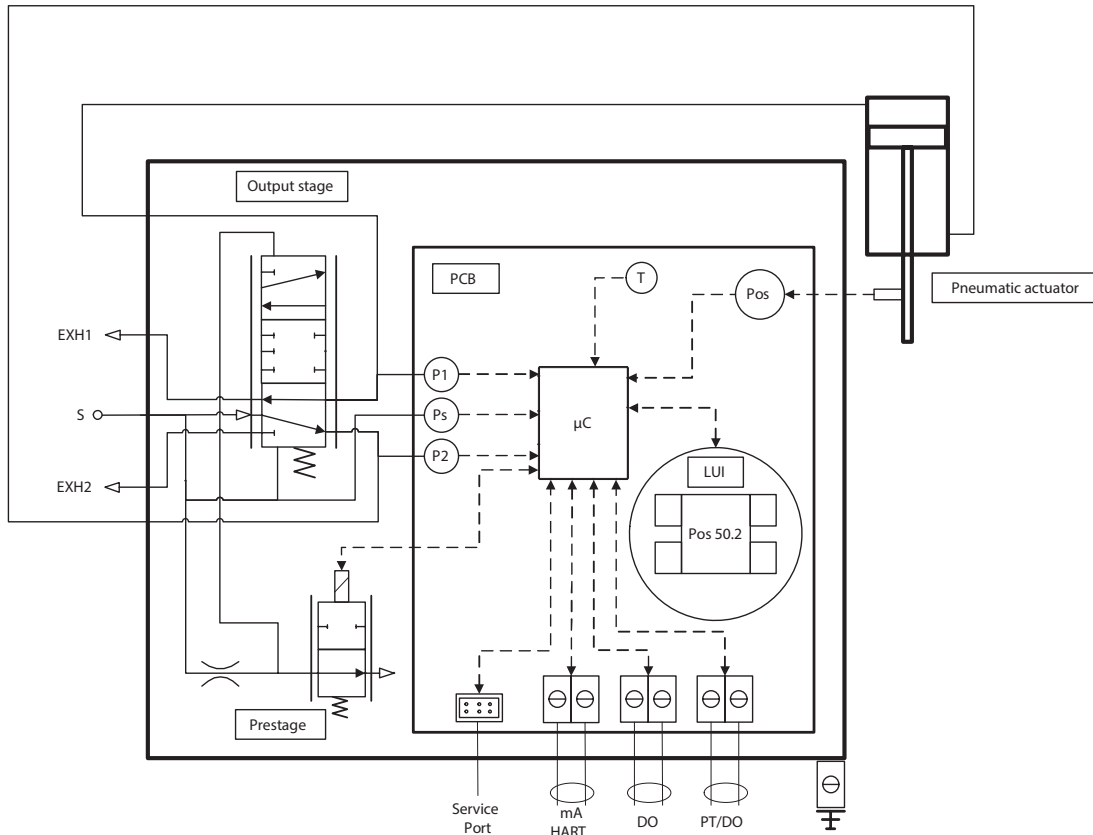 Output stage
PCB
T
Pos
Pneumatic actuator
EXH1
P1
S
Ps
µC
P2
LUI
EXH2
Pos 50.2
Prestage
Service
Port
mA
HART
DO
PT/DO